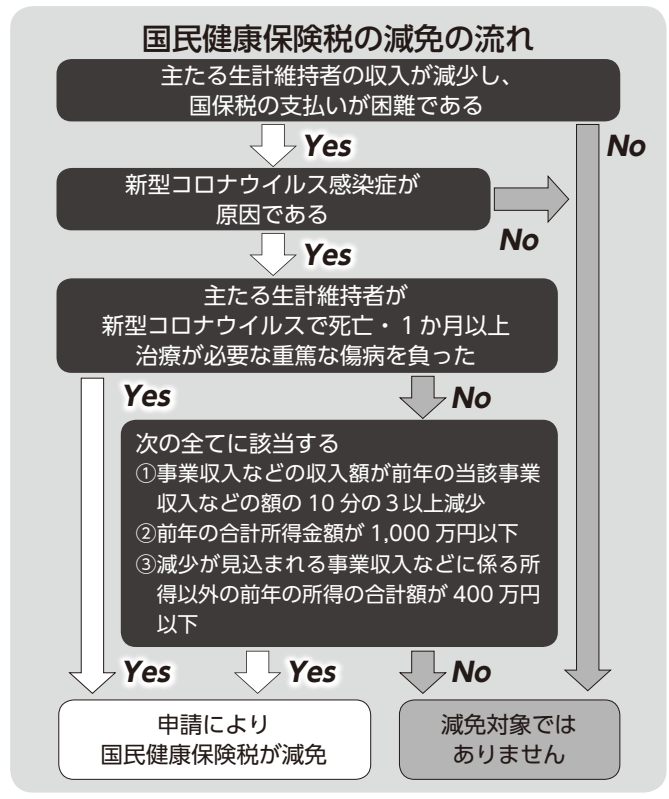 国民健康保険税の減免の流れ
主たる生計維持者の収入が減少し、
国保税の支払いが困難である
Yes
No
新型コロナウイルス感染症が
原因である
No
Yes
主たる生計維持者が
新型コロナウイルスで死亡・１か月以上
治療が必要な重篤な傷病を負った
Yes
No
次の全てに該当する
①事業収入などの収入額が前年の当該事業
収入などの額の 10 分の３以上減少
②前年の合計所得金額が 1,000 万円以下
③減少が見込まれる事業収入などに係る所
得以外の前年の所得の合計額が 400 万円
以下
Yes
Yes
No
申請により
国民健康保険税が減免
減免対象では
ありません